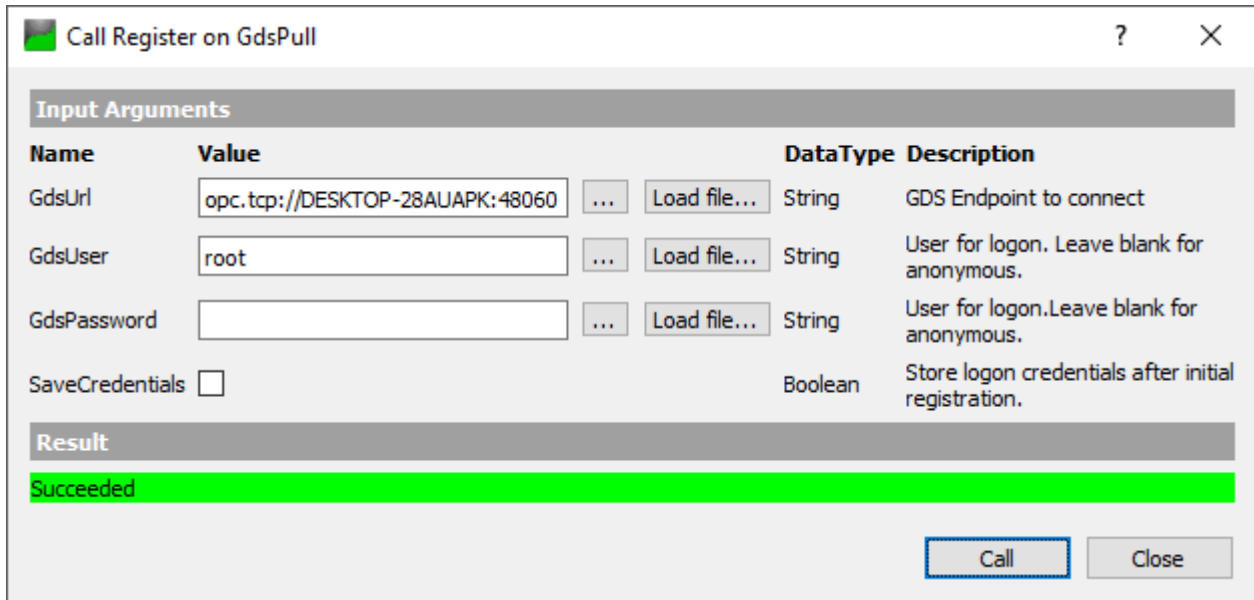 Call Register on GdsPull ?
Input Arguments
Name Value DataType Description
GdsUrl opc.tcp://DESKTOP-28AUAPK:48060 ... Load file... String GDS Endpoint to connect
GdsUser root ... Load file... String User for logon. Leave blank for
anonymous.
GdsPassword ... Load file... String User for logon.Leave blank for
anonymous.
SaveCredentials Boolean Store logon credentials after initial
registration.
Result
Succeeded
Call Close